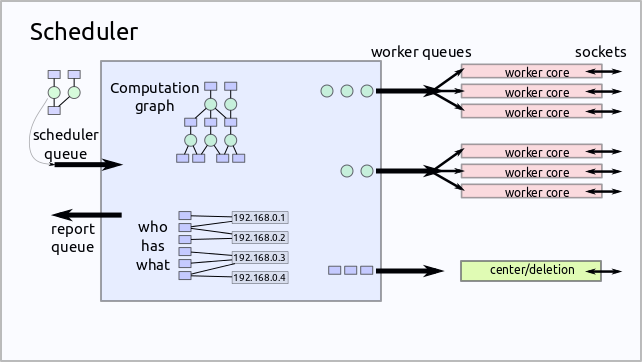 Scheduler
worker queues
sockets
Computation
graph
scheduler
queue
report
queue
who
has
what
192.168.0.1
192.168.0.2
192.168.0.3
192.168.0.4
worker core
worker core
worker core
worker core
worker core
worker core
center/deletion